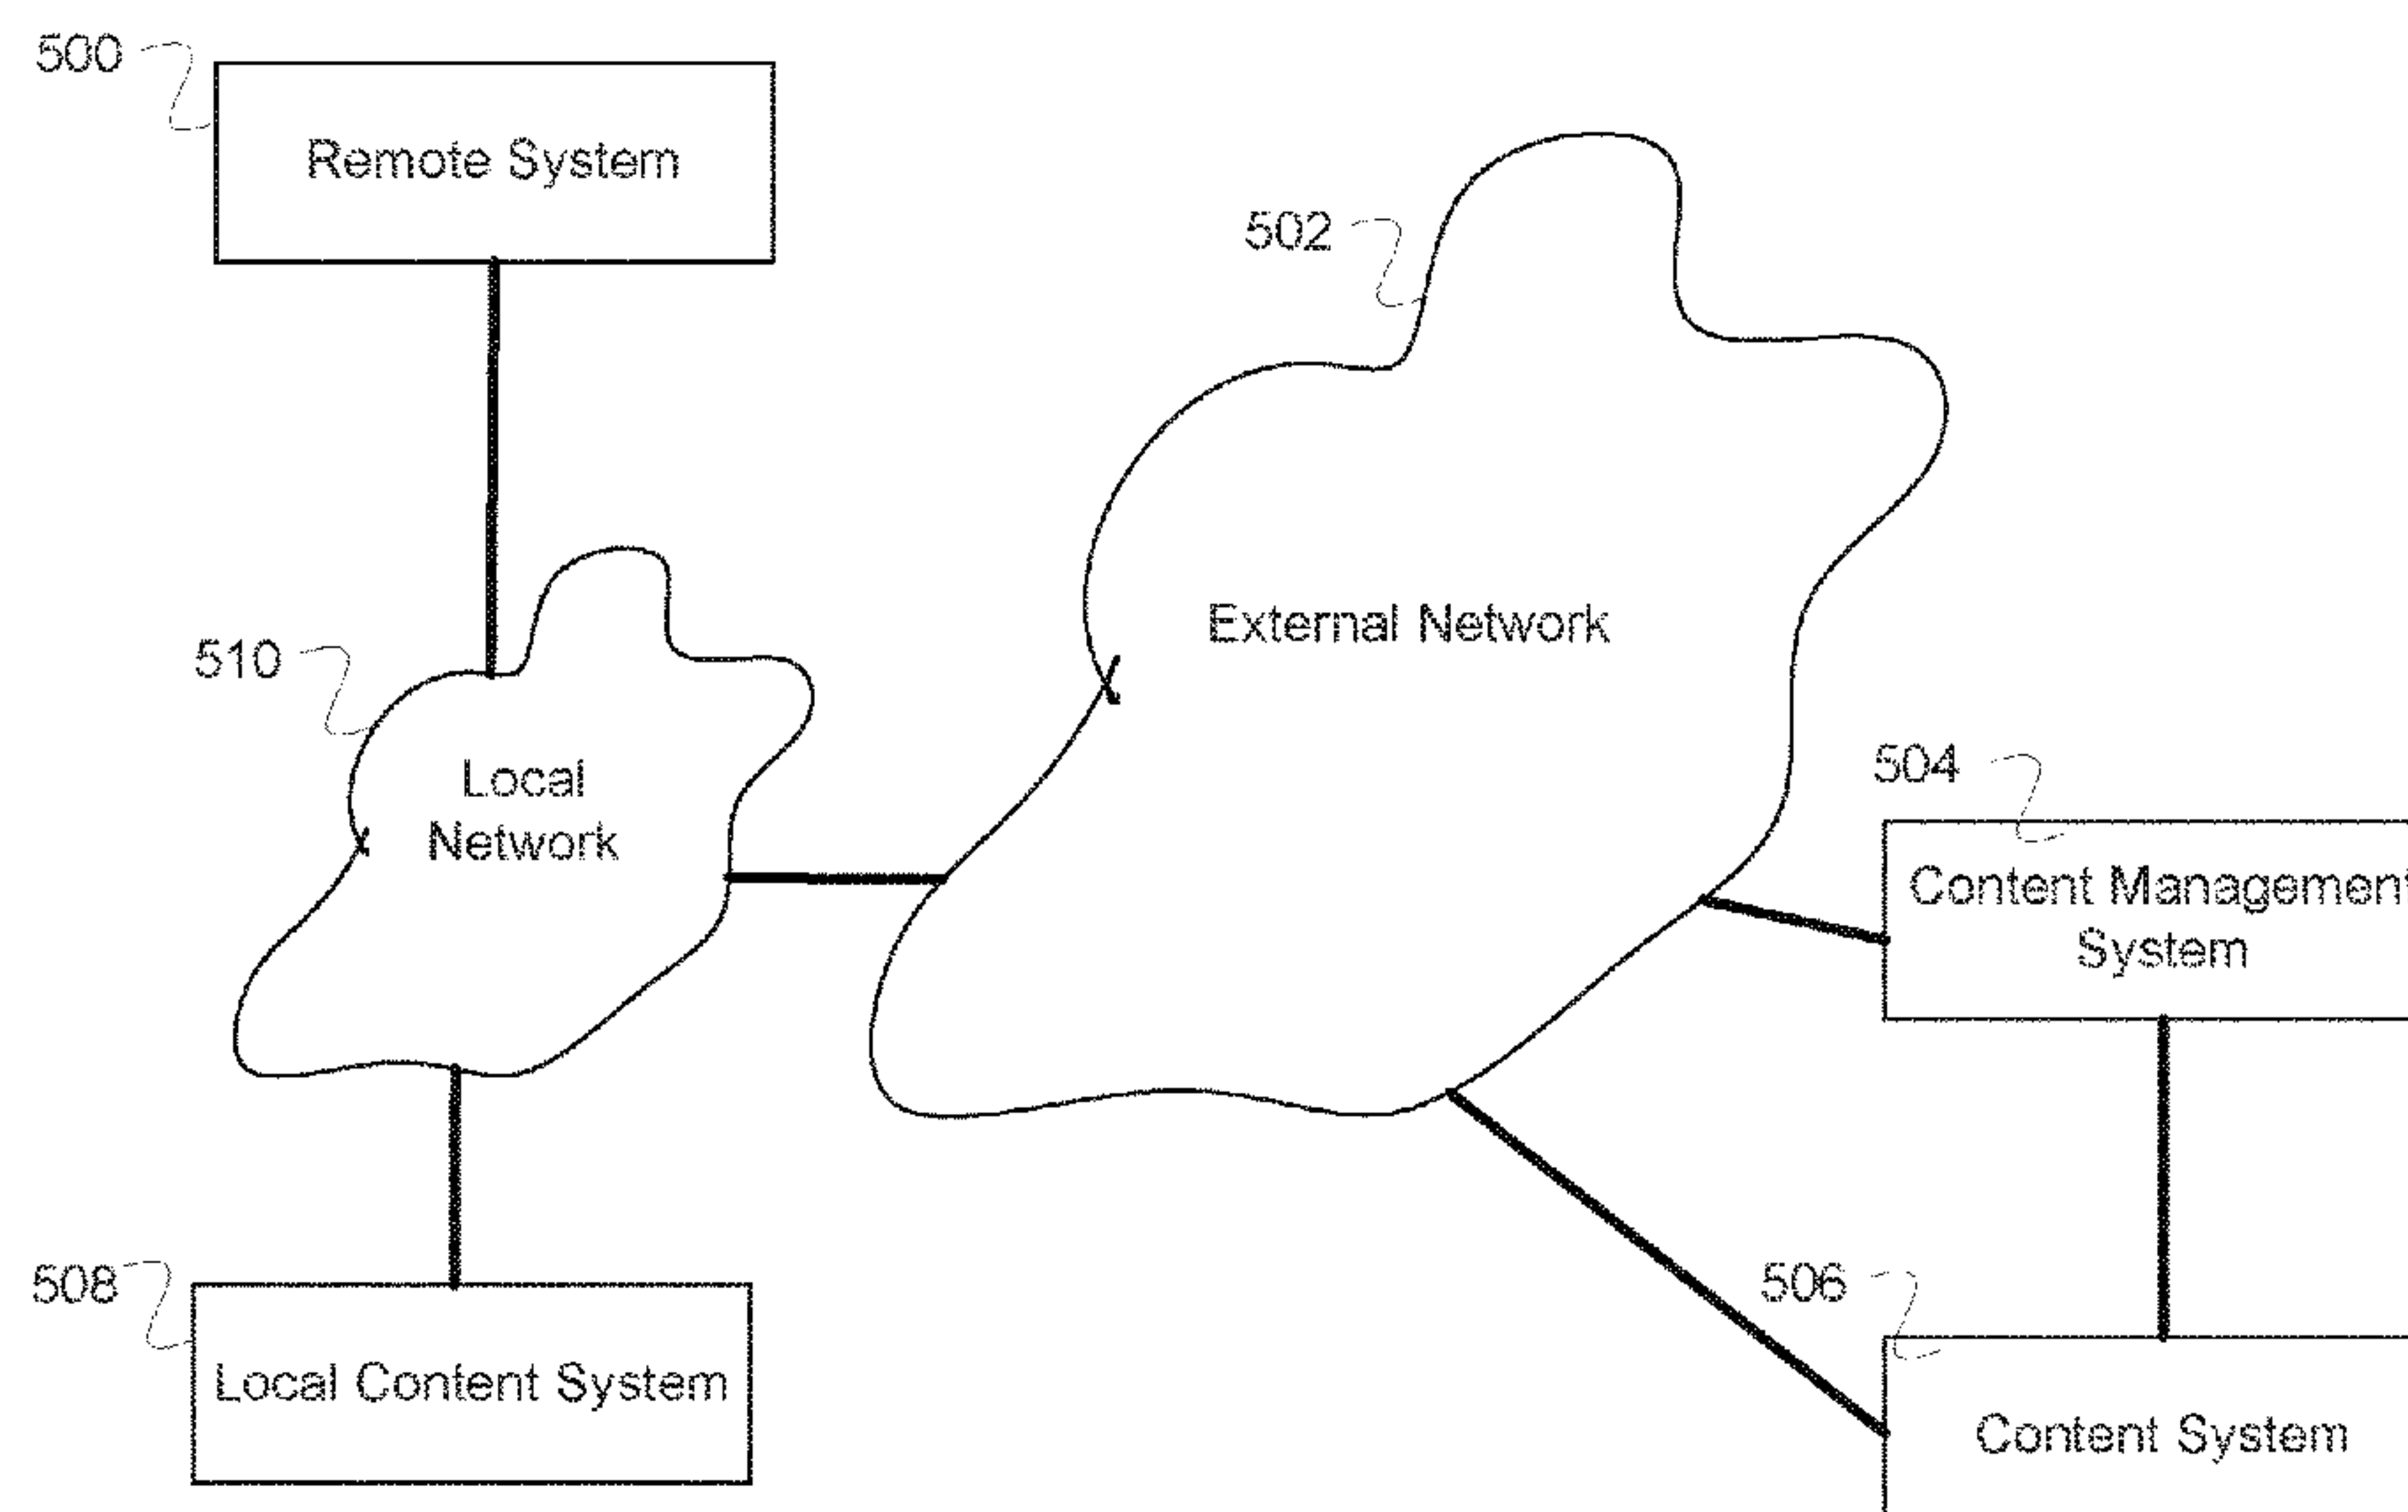 500
Remote System
502
External Network
510
Local
Network
504
Content Management
System
508
Local Content System
506
Content System